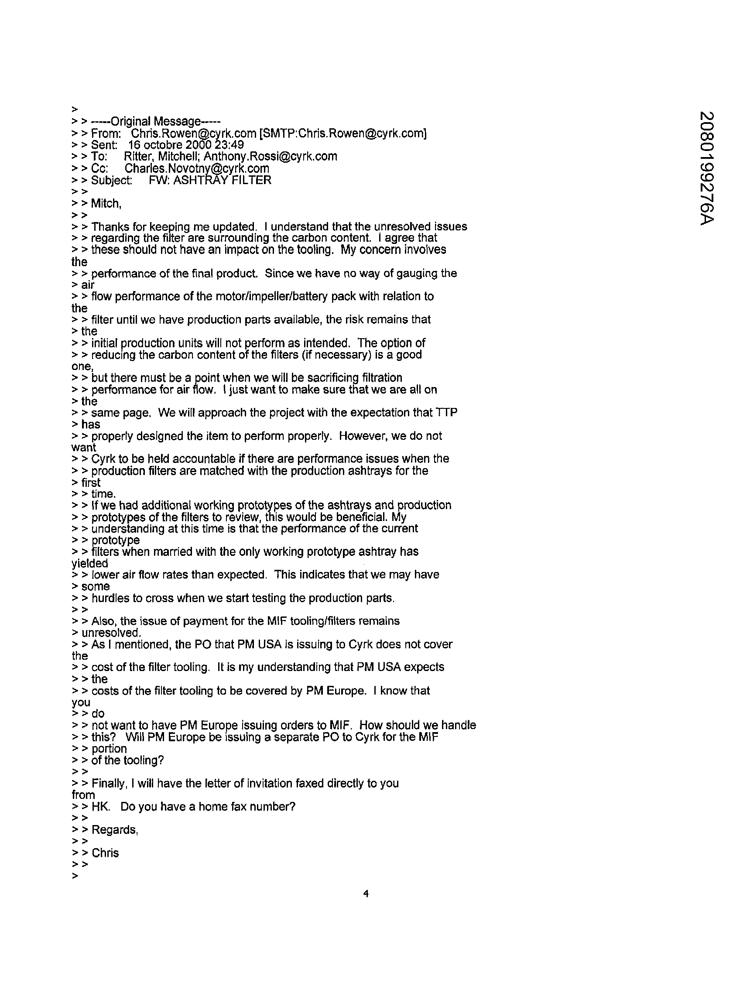 >
> > -----Original Message-----
> > From:   Chris.Rowen@cyrk.com [SMTP:Chris.Rowen@cyrk.com]
> > Sent:   16 octobre 2000 23:49
> > To:     Ritter, Mitchell; Anthony.Rossi@cyrk.com
> > Cc:     Charles.Novotny@cyrk.com
> > Subject:     FW: ASHTRAY FILTER
> >
> > Mitch,
> >
> > Thanks for keeping me updated.  I understand that the unresolved issues
> > regarding the filter are surrounding the carbon content.  I agree that
> > these should not have an impact on the tooling.  My concern involves
the
> > performance of the final product.  Since we have no way of gauging the
> air
> > flow performance of the motor/impeller/battery pack with relation to
the
> > filter until we have production parts available, the risk remains that
> the
> > initial production units will not perform as intended.  The option of
> > reducing the carbon content of the filters (if necessary) is a good
one,
> > but there must be a point when we will be sacrificing filtration
> > performance for air flow.  I just want to make sure that we are all on
> the
> > same page.  We will approach the project with the expectation that TTP
> has
> > properly designed the item to perform properly.  However, we do not
want
> > Cyrk to be held accountable if there are performance issues when the
> > production filters are matched with the production ashtrays for the
> first
> > time.
> > If we had additional working prototypes of the ashtrays and production
> > prototypes of the filters to review, this would be beneficial. My
> > understanding at this time is that the performance of the current
> > prototype
> > filters when married with the only working prototype ashtray has
yielded
> > lower air flow rates than expected.  This indicates that we may have
> some
> > hurdles to cross when we start testing the production parts.
> >
> > Also, the issue of payment for the MIF tooling/filters remains
> unresolved.
> > As I mentioned, the PO that PM USA is issuing to Cyrk does not cover
the
> > cost of the filter tooling.  It is my understanding that PM USA expects
> > the
> > costs of the filter tooling to be covered by PM Europe.  I know that
you
> > do
> > not want to have PM Europe issuing orders to MIF.  How should we handle
> > this?   Will PM Europe be issuing a separate PO to Cyrk for the MIF
> > portion
> > of the tooling?
> >
> > Finally, I will have the letter of invitation faxed directly to you
from
> > HK.   Do you have a home fax number?
> >
> > Regards,
> >
> > Chris
> >
>
4
2080199276A